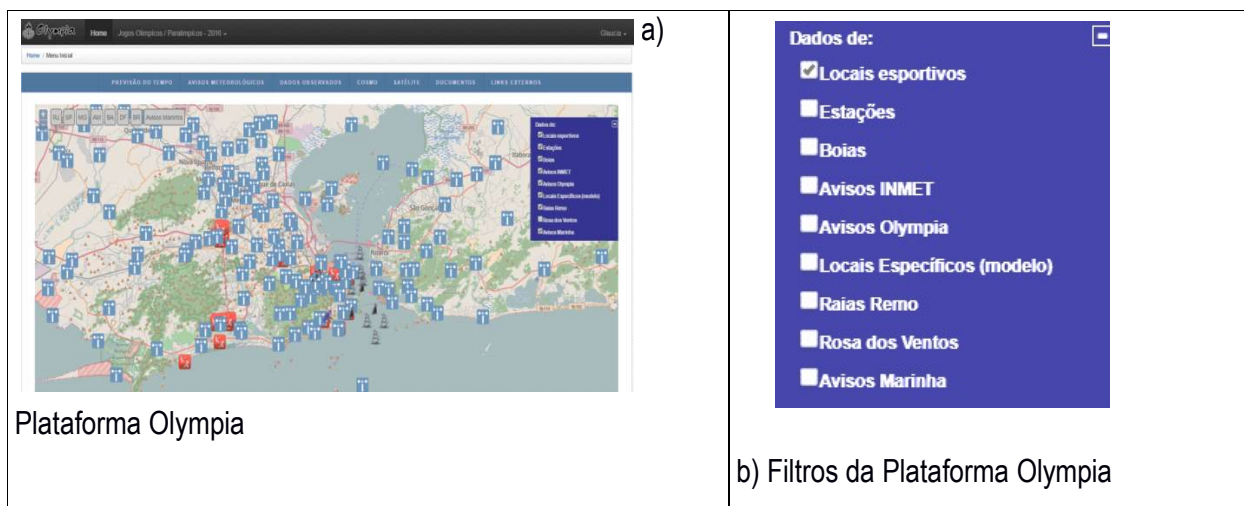 Olympia Home Jogos Olímpicos / Paralímpicos - 2016 Glaucia
a)
Home / Menu Inicial
PREVISÃO DO TEMPO AVISOS METEOROLÓGICOS DADOS OBSERVADOS COSMO SATÉLITE DOCUMENTOS LINKS EXTERNOS
RJ SP MG AM BA DF BR Avisos Marinha
Dados de:
Locais esportivos
Estações
Boias
Avisos INMET
Avisos Olympia
Locais Específicos (modelo)
Raias Remo
Rosa dos Ventos
Avisos Marinha
Plataforma Olympia
Dados de:
Locais esportivos
Estações
Boias
Avisos INMET
Avisos Olympia
Locais Específicos (modelo)
Raias Remo
Rosa dos Ventos
Avisos Marinha
b) Filtros da Plataforma Olympia